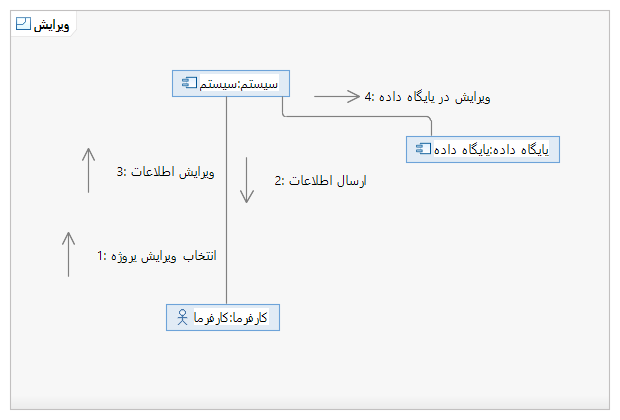 ویرایش
سیستم:سیستم
4: ویرایش در پایگاه داده
پایگاه داده:پایگاه داده
3: ویرایش اطلاعات
2: ارسال اطلاعات
1: انتخاب ویرایش پروژه
کارفرما:کارفرما